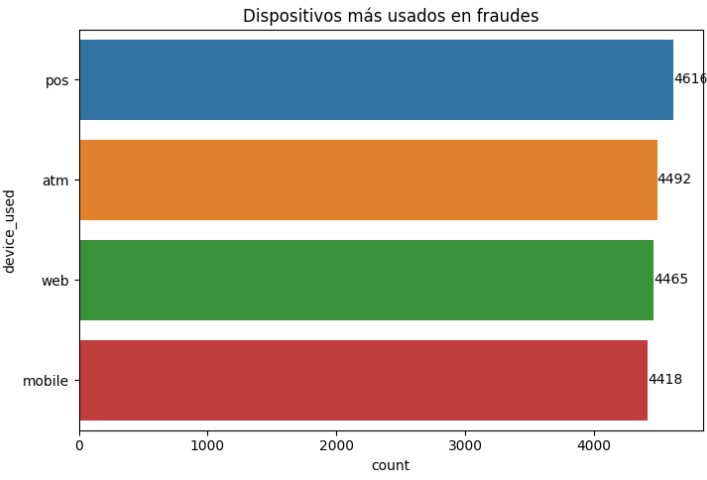 Dispositivos más usados en fraudes
pos
4616
atm
4492
device_used
web
4465
mobile
4418
0 1000 2000 3000 4000
count